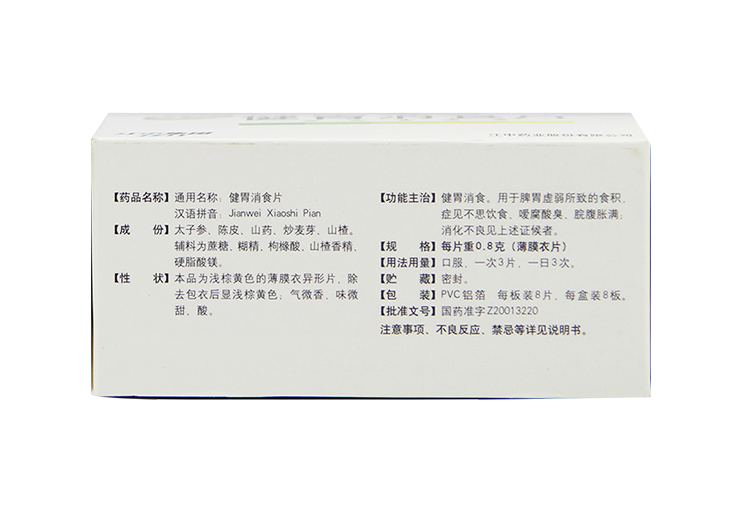 【药品名称】通用名称：健胃消食片
汉语拼音：Jianwei Xiaoshi Pian
【成　份】太子参、陈皮、山药、炒麦芽、山楂。
辅料为蔗糖、糊精、枸橼酸、山楂香精、
硬脂酸镁。
【性　状】本品为浅棕黄色的薄膜衣异形片，除
去包衣后显浅棕黄色；气微香，味微
甜、酸。
【功能主治】健胃消食。用于脾胃虚弱所致的食积，
症见不思饮食、嗳腐酸臭、脘腹胀满；
消化不良见上述证候者。
【规　格】每片重0.8克（薄膜衣片）
【用法用量】口服，一次3片，一日3次。
【贮　藏】密封。
【包　装】PVC铝箔 每板装8片，每盒装8板。
【批准文号】国药准字Z20013220
注意事项、不良反应、禁忌等详见说明书。